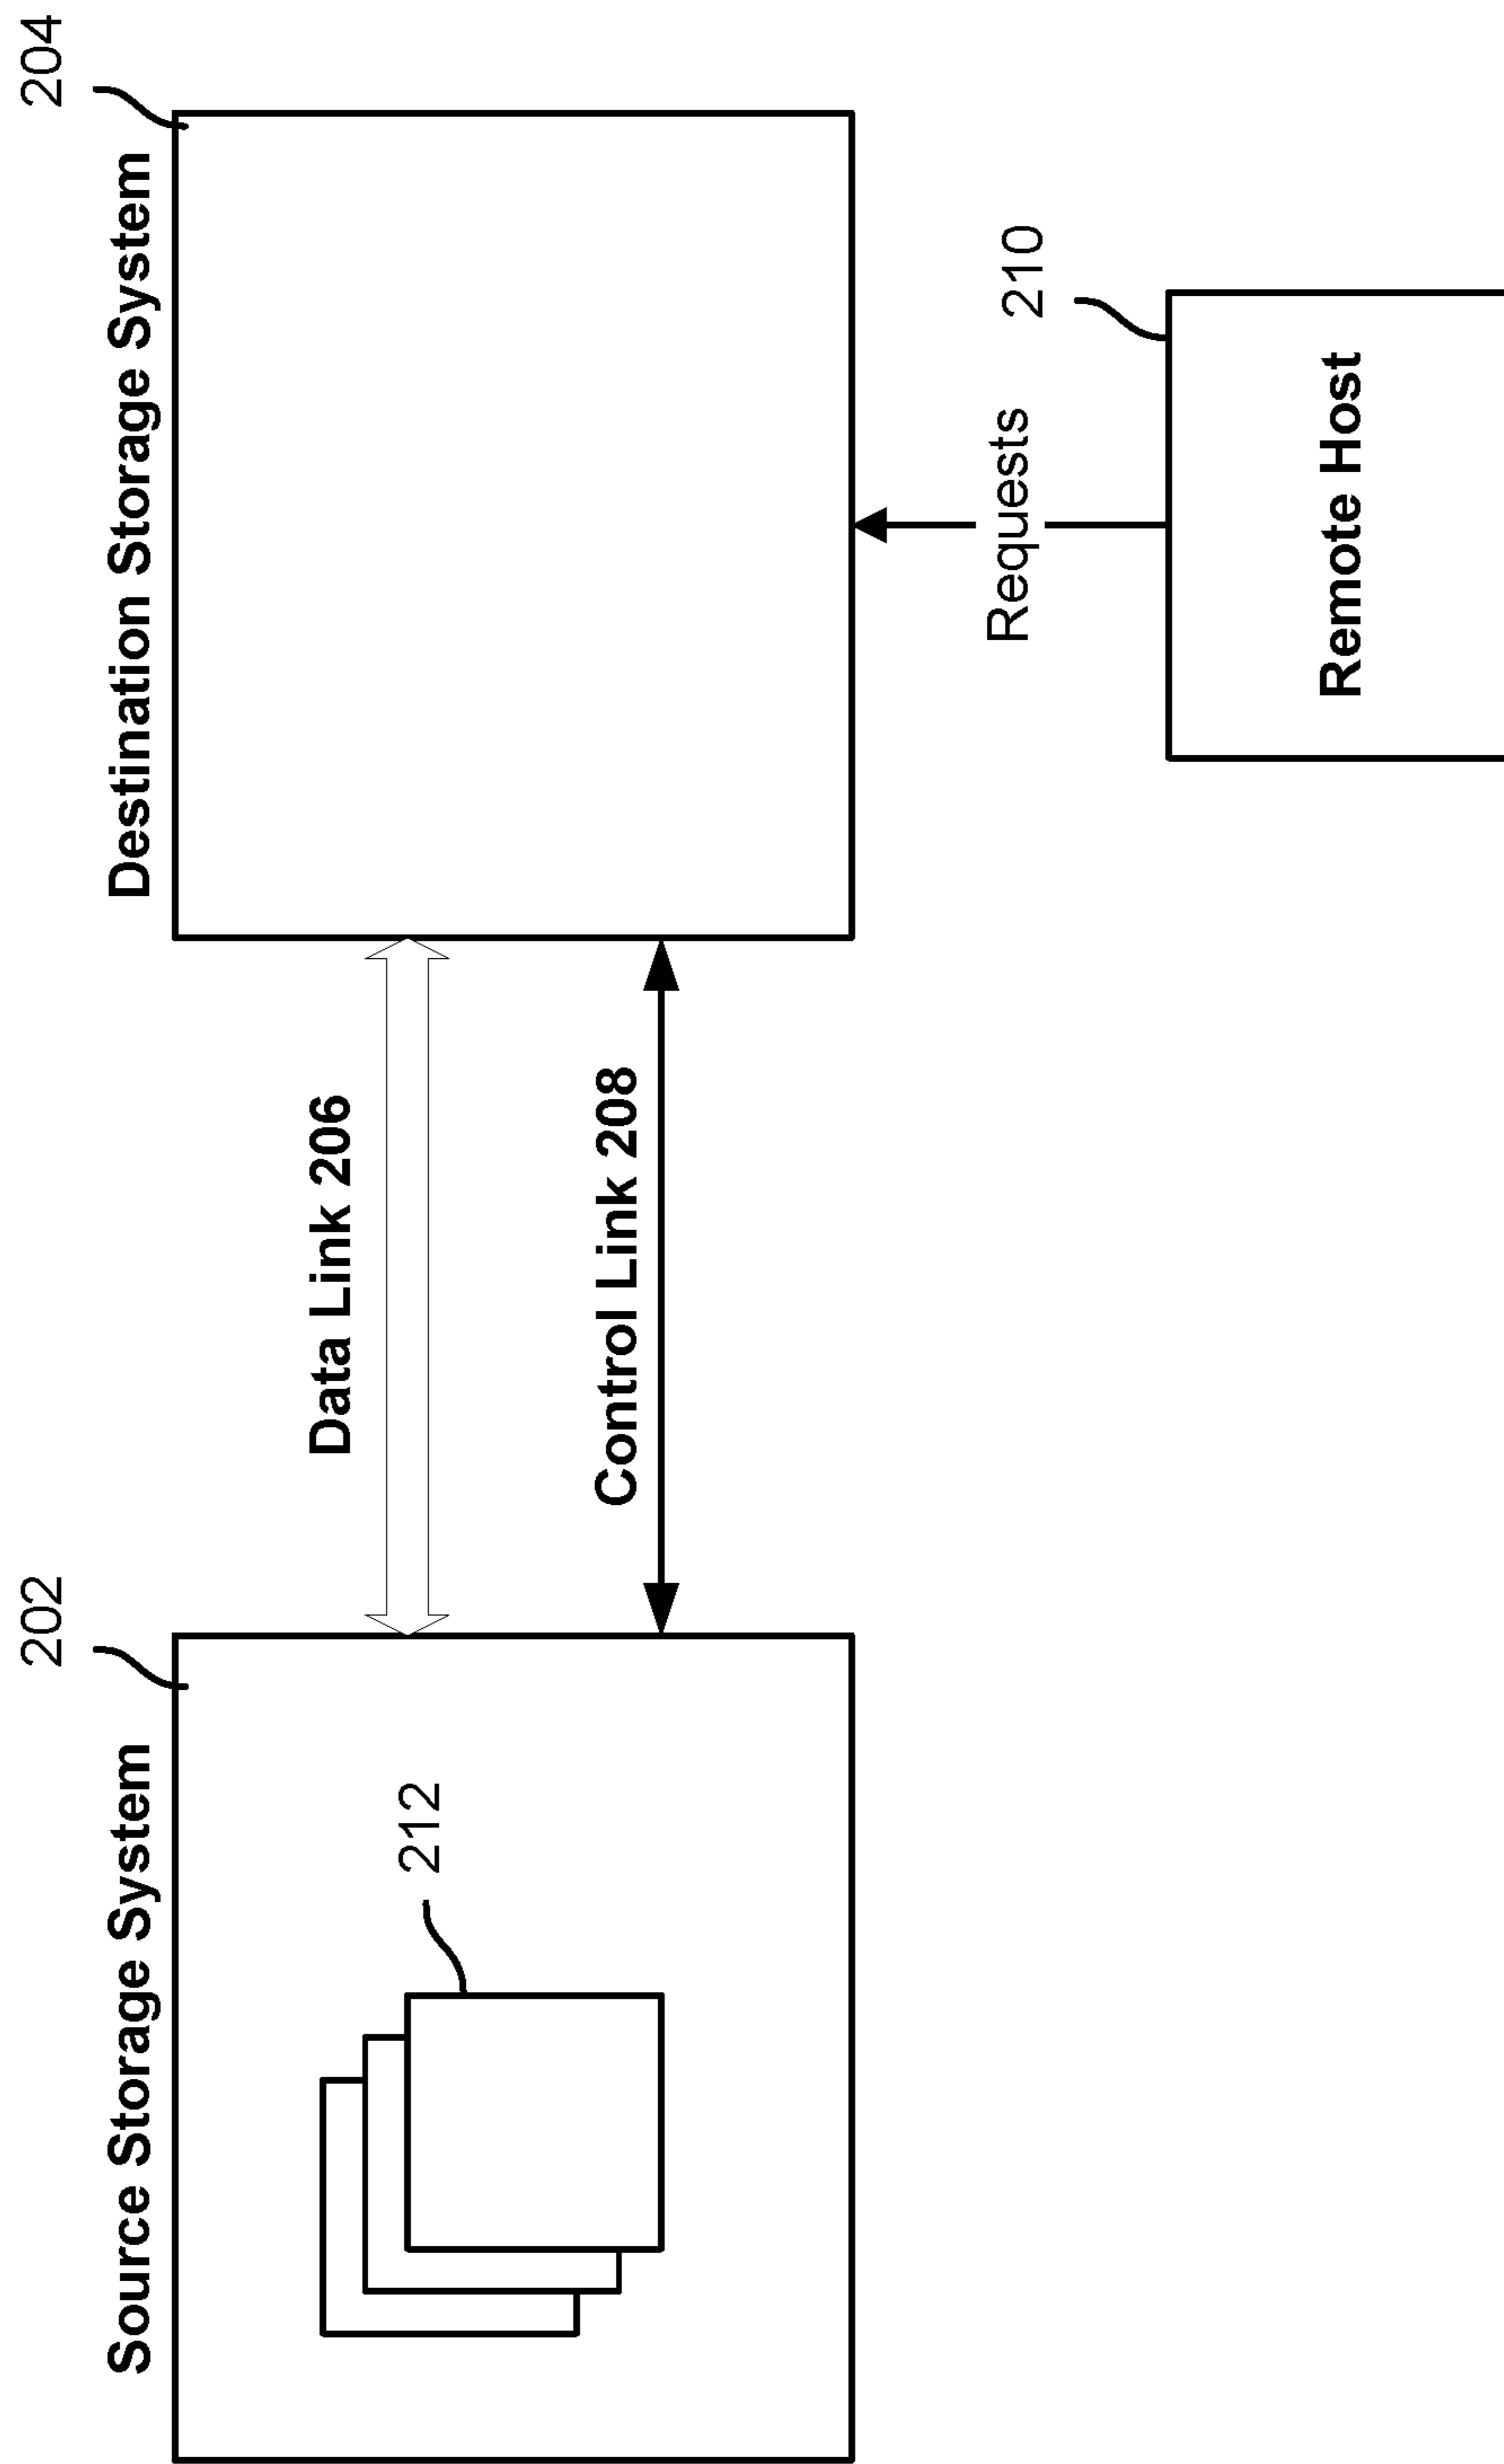 202
204
Source Storage System
Destination Storage System
Data Link 206
212
Control Link 208
Requests
210
Remote Host